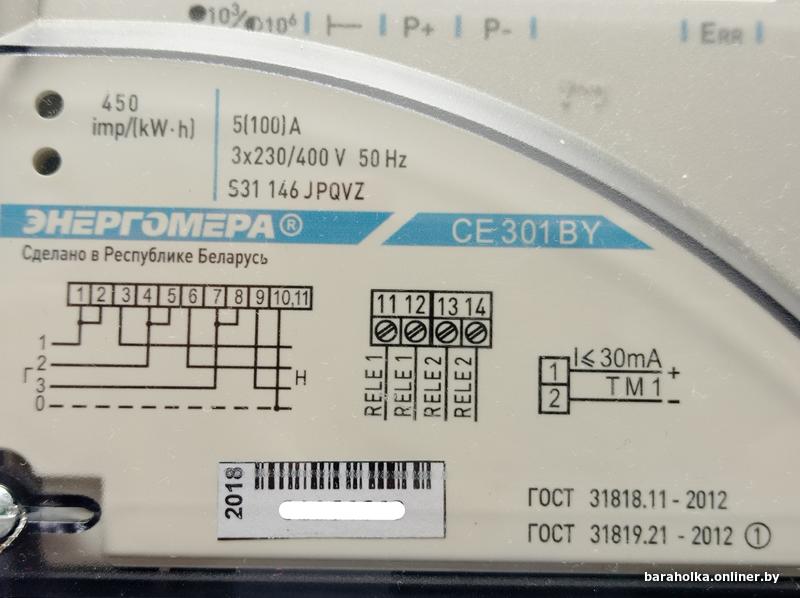 10³/ 10⁶ P+ P- ERR
450
imp/(kW·h)
5(100)A
3x230/400 V 50 Hz
S31 146 JPQVZ
ЭНЕРГОМЕРА® CE 301 BY
Сделано в Республике Беларусь
1 2 3 4 5 6 7 8 9 10,11
1
2
Г
3
0
Н
11 12 13 14
RELE 1 RELE 1 RELE 2 RELE 2
1 I⩽30mA +
2 TM 1 –
2018
ГОСТ 31818.11 - 2012
ГОСТ 31819.21 - 2012 ①
baraholka.onliner.by